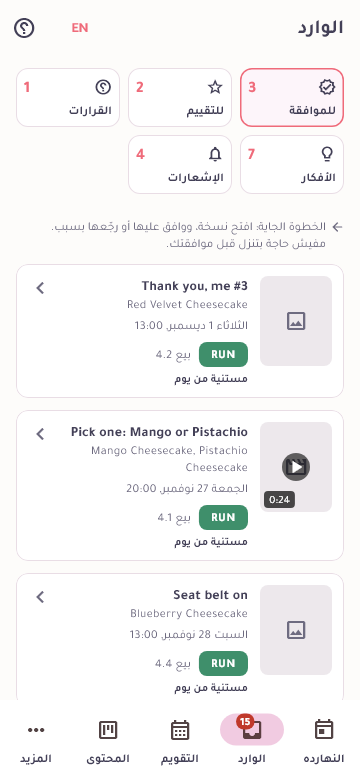 الوارد
EN
3
للموافقة
2
للتقييم
1
القرارات
7
الأفكار
4
الإشعارات
← الخطوة الجاية: افتح نسخة، ووافق عليها أو رجّعها بسبب.
مفيش حاجة بتنزل قبل موافقتك.
Thank you, me #3
Red Velvet Cheesecake
الثلاثاء 1 ديسمبر، 13:00
RUN
بيع 4.2
مستنية من يوم
Pick one: Mango or Pistachio
Mango Cheesecake, Pistachio
Cheesecake
الجمعة 27 نوفمبر، 20:00
0:24
RUN
بيع 4.1
مستنية من يوم
Seat belt on
Blueberry Cheesecake
السبت 28 نوفمبر، 13:00
RUN
بيع 4.4
مستنية من يوم
النهارده
15
الوارد
التقويم
المحتوى
المزيد